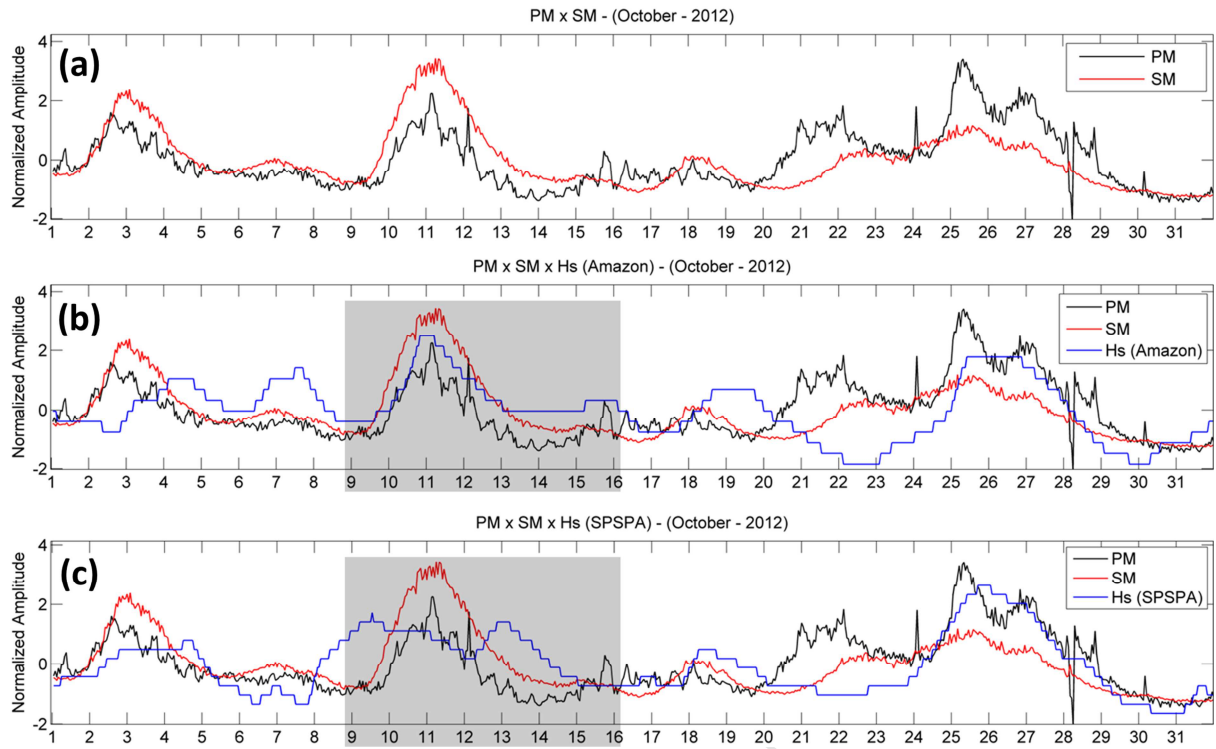 PM x SM - (October - 2012)
(a)
Normalized Amplitude
4
2
0
-2
PM
SM
1 2 3 4 5 6 7 8 9 10 11 12 13 14 15 16 17 18 19 20 21 22 23 24 25 26 27 28 29 30 31
PM x SM x Hs (Amazon) - (October - 2012)
(b)
Normalized Amplitude
4
2
0
-2
PM
SM
Hs (Amazon)
1 2 3 4 5 6 7 8 9 10 11 12 13 14 15 16 17 18 19 20 21 22 23 24 25 26 27 28 29 30 31
PM x SM x Hs (SPSPA) - (October - 2012)
(c)
Normalized Amplitude
4
2
0
-2
PM
SM
Hs (SPSPA)
1 2 3 4 5 6 7 8 9 10 11 12 13 14 15 16 17 18 19 20 21 22 23 24 25 26 27 28 29 30 31